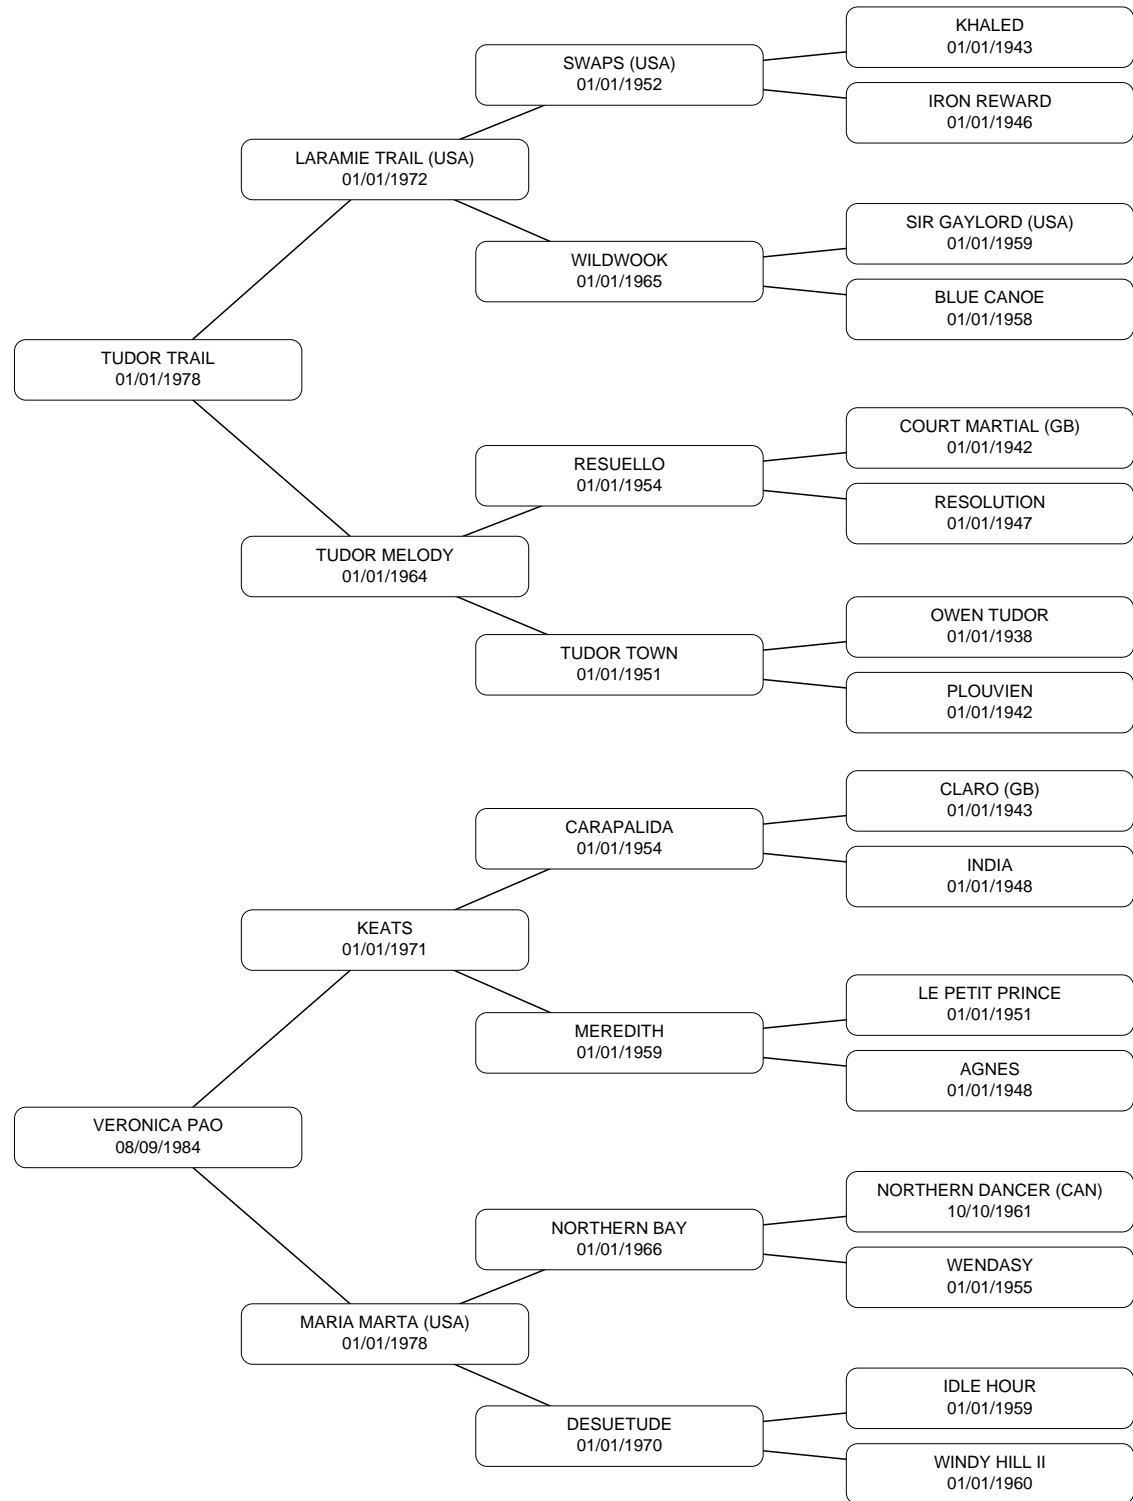 KHALED
01/01/1943
SWAPS (USA)
01/01/1952
IRON REWARD
01/01/1946
LARAMIE TRAIL (USA)
01/01/1972
SIR GAYLORD (USA)
01/01/1959
WILDWOOK
01/01/1965
BLUE CANOE
01/01/1958
TUDOR TRAIL
01/01/1978
COURT MARTIAL (GB)
01/01/1942
RESUELLO
01/01/1954
RESOLUTION
01/01/1947
TUDOR MELODY
01/01/1964
OWEN TUDOR
01/01/1938
TUDOR TOWN
01/01/1951
PLOUVIEN
01/01/1942
CLARO (GB)
01/01/1943
CARAPALIDA
01/01/1954
INDIA
01/01/1948
KEATS
01/01/1971
LE PETIT PRINCE
01/01/1951
MEREDITH
01/01/1959
AGNES
01/01/1948
VERONICA PAO
08/09/1984
NORTHERN DANCER (CAN)
10/10/1961
NORTHERN BAY
01/01/1966
WENDASY
01/01/1955
MARIA MARTA (USA)
01/01/1978
IDLE HOUR
01/01/1959
DESUETUDE
01/01/1970
WINDY HILL II
01/01/1960